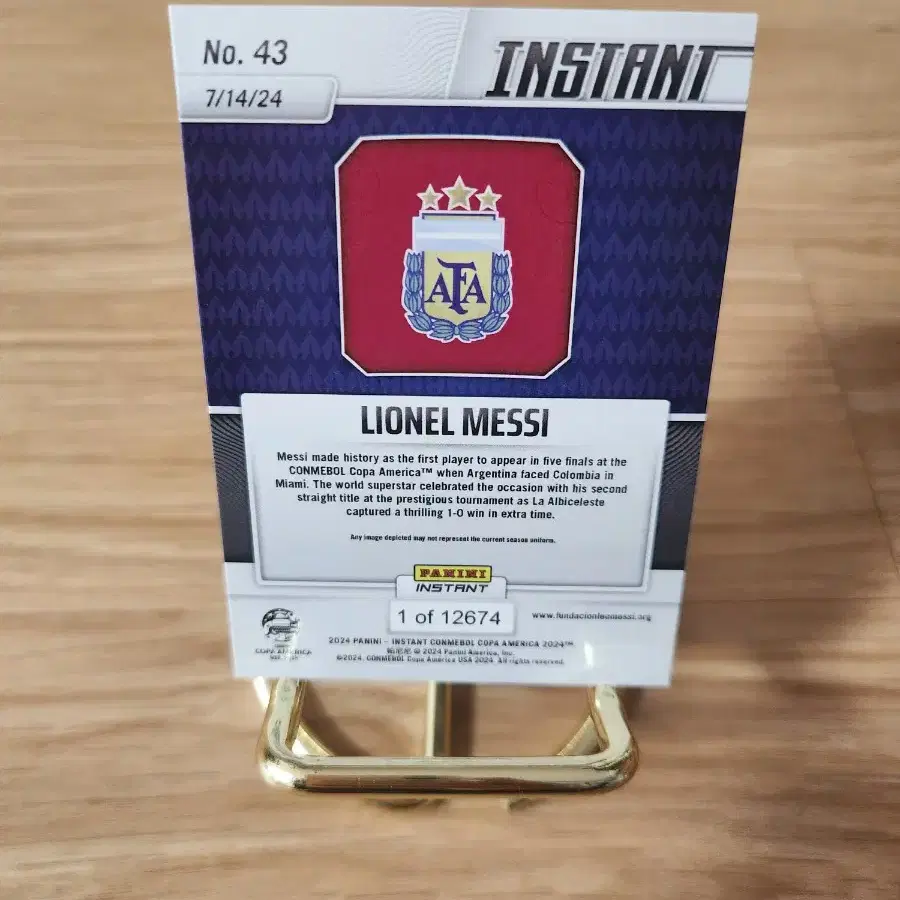 No. 43
INSTANT
7/14/24
AFA
LIONEL MESSI
Messi made history as the first player to appear in five finals at the
CONMEBOL Copa America™ when Argentina faced Colombia in
Miami. The world superstar celebrated the occasion with his second
straight title at the prestigious tournament as La Albiceleste
captured a thrilling 1-0 win in extra time.
Any image depicted may not represent the current season uniform.
PANINI
INSTANT
1 of 12674
www.fundacionleomessi.org
COPA AMERICA
2024 PANINI - INSTANT CONMEBOL COPA AMERICA 2024™
帕尼尼 © 2024 Panini America, Inc.
©2024 CONMEBOL Copa América USA 2024. All rights reserved.